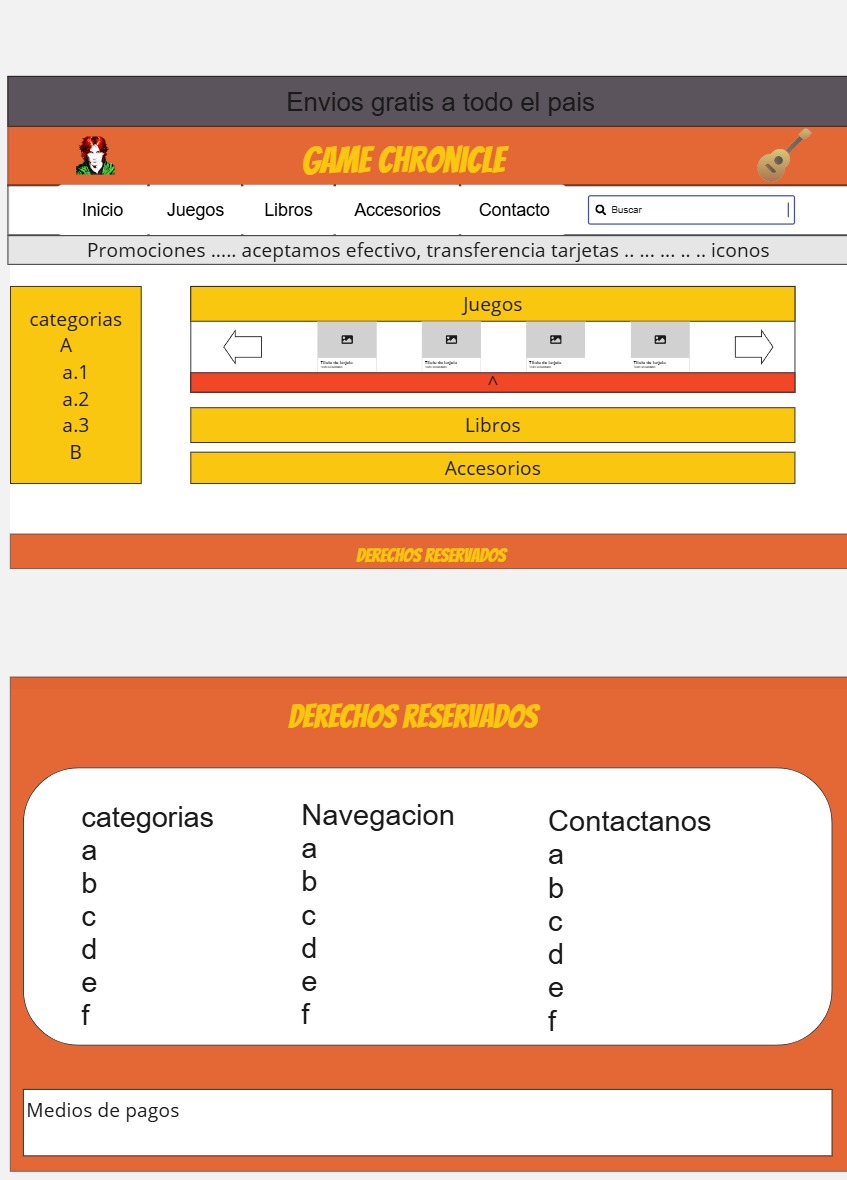 Envios gratis a todo el pais
GAME CHRONICLE
Inicio Juegos Libros Accesorios Contacto Buscar
Promociones ..... aceptamos efectivo, transferencia tarjetas .. ... ... .. .. iconos
categorias
A
a.1
a.2
a.3
B
Juegos
Título de tarjeta Título de tarjeta Título de tarjeta Título de tarjeta
^
Libros
Accesorios
DERECHOS RESERVADOS
DERECHOS RESERVADOS
categorias
a
b
c
d
e
f
Navegacion
a
b
c
d
e
f
Contactanos
a
b
c
d
e
f
Medios de pagos